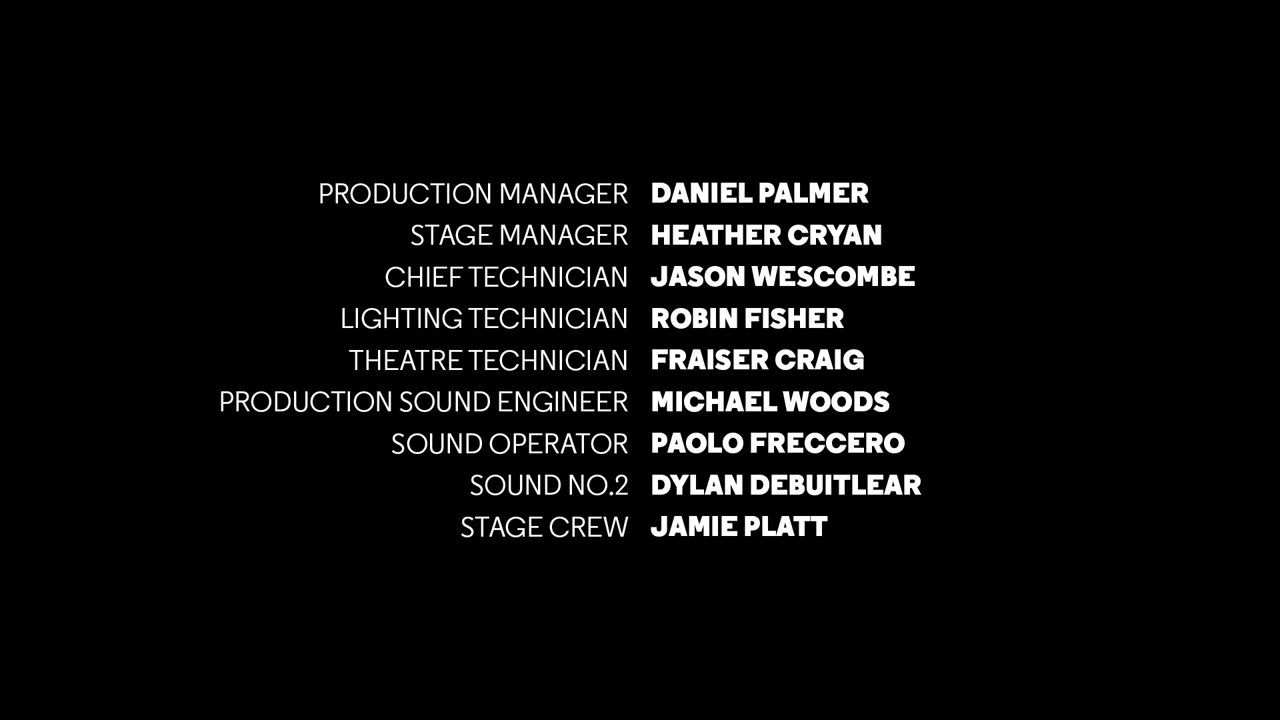 PRODUCTION MANAGER DANIEL PALMER
STAGE MANAGER HEATHER CRYAN
CHIEF TECHNICIAN JASON WESCOMBE
LIGHTING TECHNICIAN ROBIN FISHER
THEATRE TECHNICIAN FRAISER CRAIG
PRODUCTION SOUND ENGINEER MICHAEL WOODS
SOUND OPERATOR PAOLO FRECCERO
SOUND NO.2 DYLAN DEBUITLEAR
STAGE CREW JAMIE PLATT